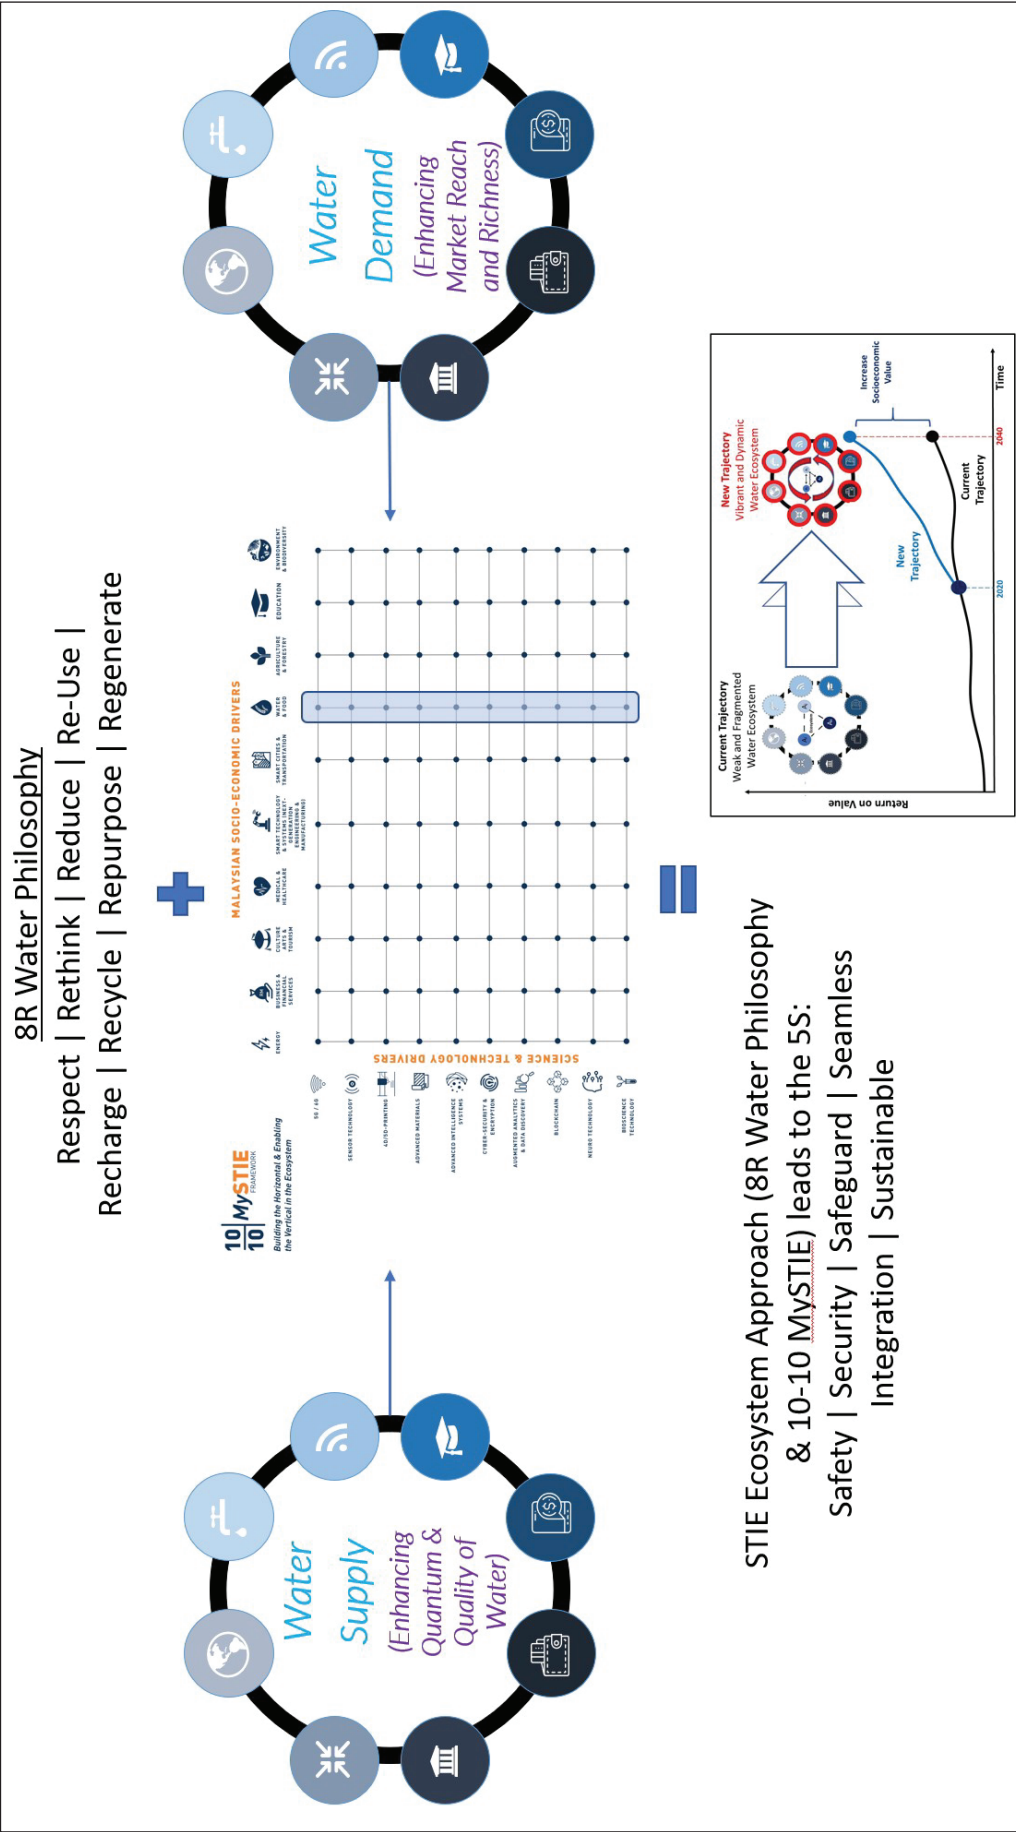 8R Water Philosophy
Respect | Rethink | Reduce | Re-Use |
Recharge | Recycle | Repurpose | Regenerate
Water
Supply
(Enhancing
Quantum &
Quality of
Water)
10
10
MySTIE
FRAMEWORK
Building the Horizontal & Enabling
the Vertical in the Ecosystem
MALAYSIAN SOCIO-ECONOMIC DRIVERS
ENERGY
BUSINESS &
FINANCIAL
SERVICES
CULTURE
ARTS &
TOURISM
MEDICAL &
HEALTHCARE
SMART TECHNOLOGY
& SYSTEMS (NEXT-
GENERATION
ENGINEERING &
MANUFACTURING)
SMART CITIES &
TRANSPORTATION
WATER
& FOOD
AGRICULTURE
& FORESTRY
EDUCATION
ENVIRONMENT
& BIODIVERSITY
SCIENCE & TECHNOLOGY DRIVERS
5G / 6G
SENSOR TECHNOLOGY
4D/5D-PRINTING
ADVANCED MATERIALS
ADVANCED INTELLIGENCE
SYSTEMS
CYBER-SECURITY &
ENCRYPTION
AUGMENTED ANALYTICS
& DATA DISCOVERY
BLOCKCHAIN
NEURO TECHNOLOGY
BIOSCIENCE
TECHNOLOGY
Water
Demand
(Enhancing
Market Reach
and Richness)
STIE Ecosystem Approach (8R Water Philosophy
& 10-10 MySTIE) leads to the 5S:
Safety | Security | Safeguard | Seamless
Integration | Sustainable
Return on Value
Current Trajectory
Weak and Fragmented
Water Ecosystem
New Trajectory
Vibrant and Dynamic
Water Ecosystem
New
Trajectory
Increase
Socioeconomic
Value
Current
Trajectory
2020
2040
Time